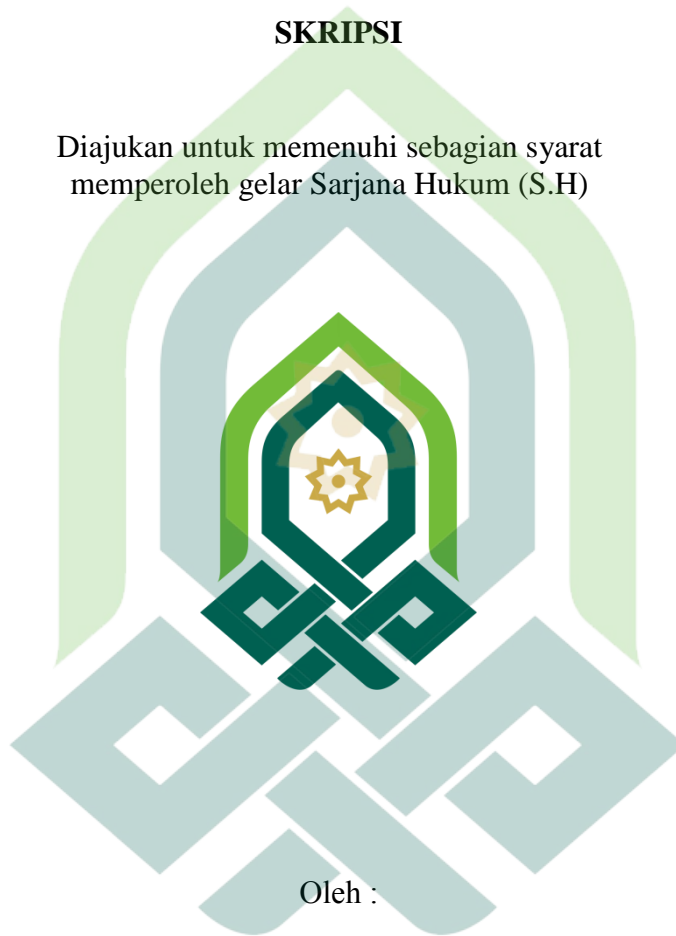 SKRIPSI
Diajukan untuk memenuhi sebagian syarat
memperoleh gelar Sarjana Hukum (S.H)
Oleh :